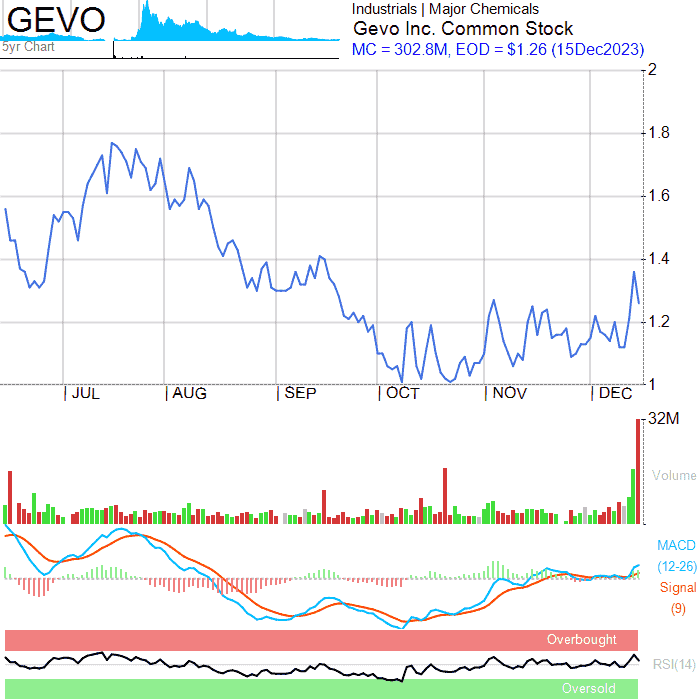 GEVO
5yr Chart
Industrials | Major Chemicals
Gevo Inc. Common Stock
MC = 302.8M, EOD = $1.26 (15Dec2023)
2
1.8
1.6
1.4
1.2
1
JUL AUG SEP OCT NOV DEC
32M
Volume
MACD
(12-26)
Signal
(9)
Overbought
RSI(14)
Oversold